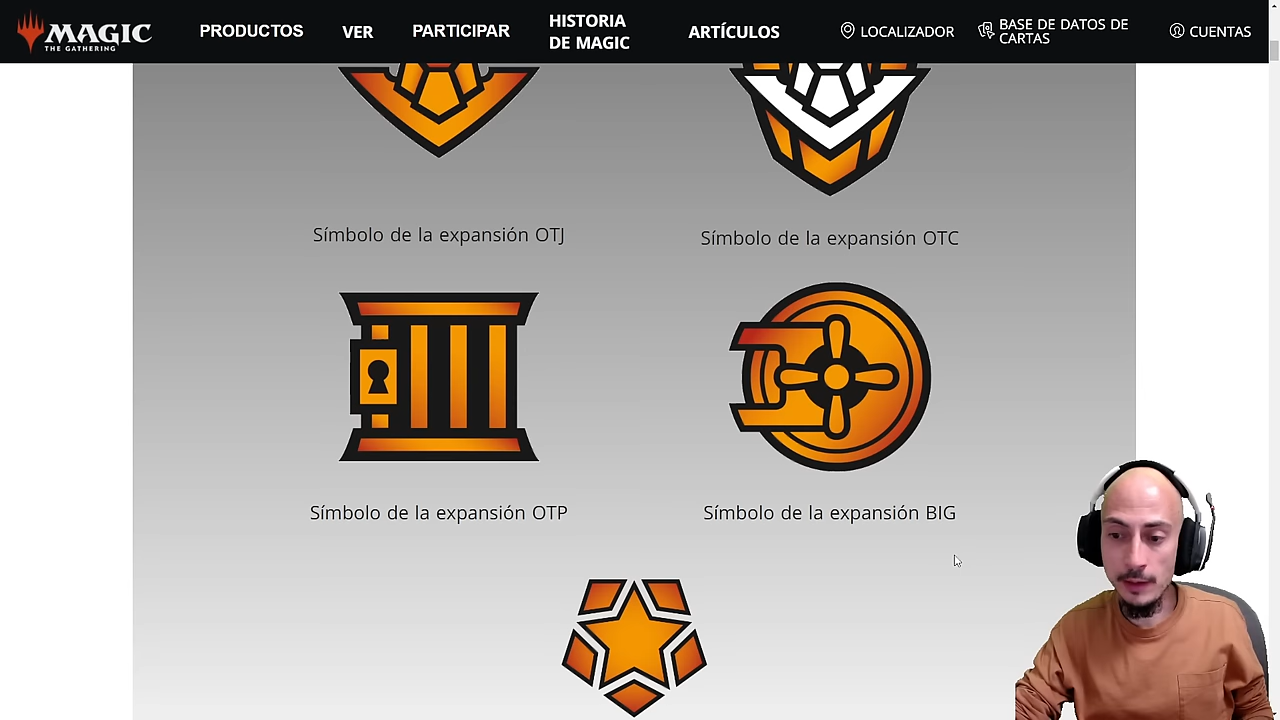 MAGIC
THE GATHERING
PRODUCTOS
VER
PARTICIPAR
HISTORIA
DE MAGIC
ARTÍCULOS
LOCALIZADOR
BASE DE DATOS DE
CARTAS
CUENTAS
Símbolo de la expansión OTJ
Símbolo de la expansión OTC
Símbolo de la expansión OTP
Símbolo de la expansión BIG